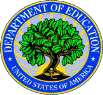 DEPARTMENT OF EDUCATION
UNITED STATES OF AMERICA